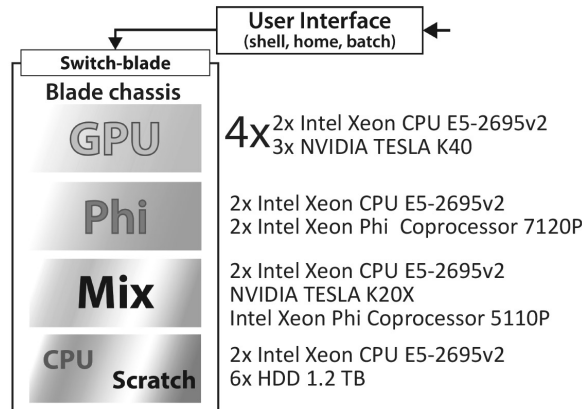 User Interface
(shell, home, batch)
Switch-blade
Blade chassis
GPU
4x
2x Intel Xeon CPU E5-2695v2
3x NVIDIA TESLA K40
Phi
2x Intel Xeon CPU E5-2695v2
2x Intel Xeon Phi Coprocessor 7120P
Mix
2x Intel Xeon CPU E5-2695v2
NVIDIA TESLA K20X
Intel Xeon Phi Coprocessor 5110P
CPU
Scratch
2x Intel Xeon CPU E5-2695v2
6x HDD 1.2 TB